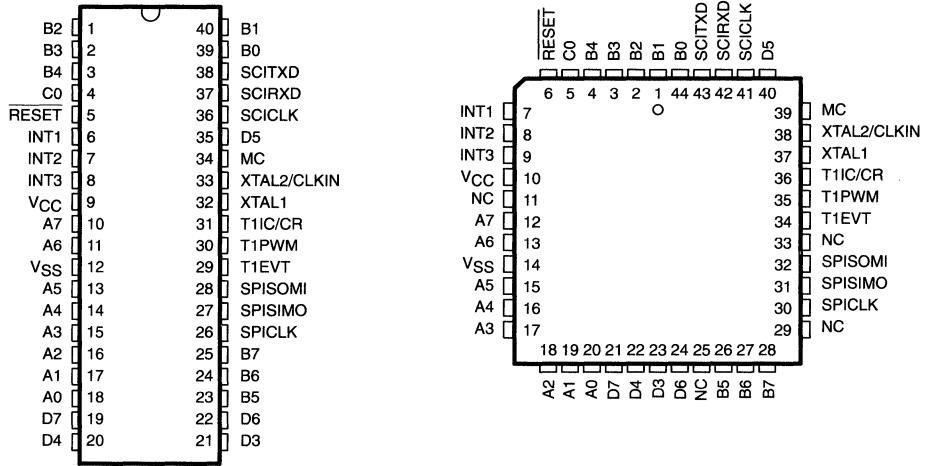 B2 1 40 B1
B3 2 39 B0
B4 3 38 SCITXD
C0 4 37 SCIRXD
RESET 5 36 SCICLK
INT1 6 35 D5
INT2 7 34 MC
INT3 8 33 XTAL2/CLKIN
VCC 9 32 XTAL1
A7 10 31 T1IC/CR
A6 11 30 T1PWM
VSS 12 29 T1EVT
A5 13 28 SPISOMI
A4 14 27 SPISIMO
A3 15 26 SPICLK
A2 16 25 B7
A1 17 24 B6
A0 18 23 B5
D7 19 22 D6
D4 20 21 D3
RESET C0 B4 B3 B2 B1 B0 SCITXD SCIRXD SCICLK D5
6 5 4 3 2 1 44 43 42 41 40
INT1 7 39 MC
INT2 8 38 XTAL2/CLKIN
INT3 9 37 XTAL1
VCC 10 36 T1IC/CR
NC 11 35 T1PWM
A7 12 34 T1EVT
A6 13 33 NC
VSS 14 32 SPISOMI
A5 15 31 SPISIMO
A4 16 30 SPICLK
A3 17 29 NC
18 19 20 21 22 23 24 25 26 27 28
A2 A1 A0 D7 D4 D3 D6 NC B5 B6 B7